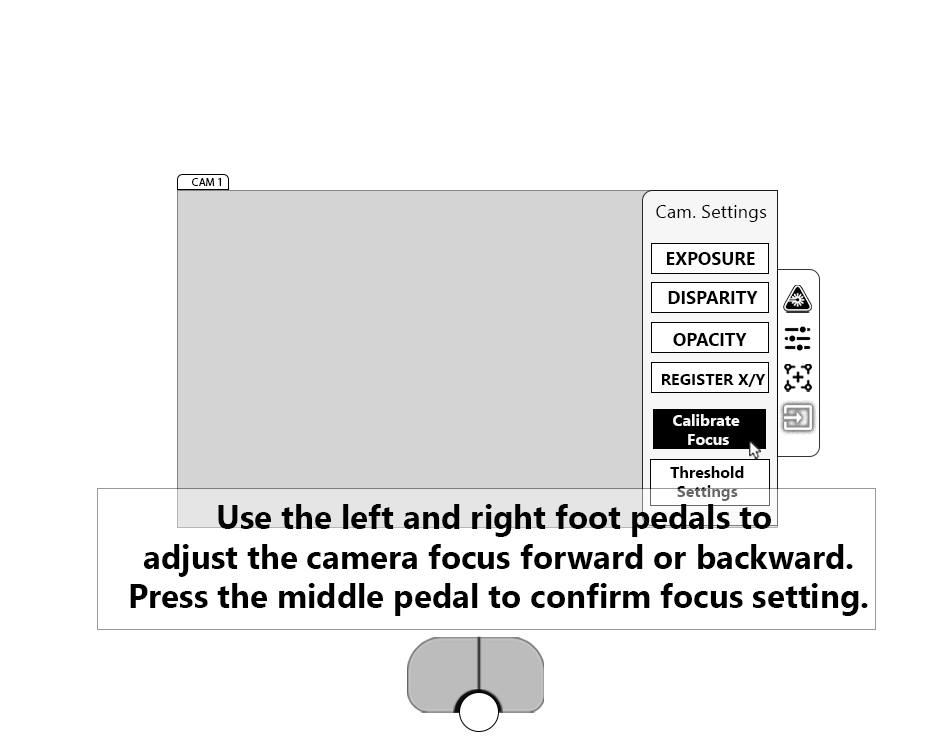 CAM 1
Cam. Settings
EXPOSURE
DISPARITY
OPACITY
REGISTER X/Y
Calibrate
Focus
Threshold
Settings
Use the left and right foot pedals to
adjust the camera focus forward or backward.
Press the middle pedal to confirm focus setting.